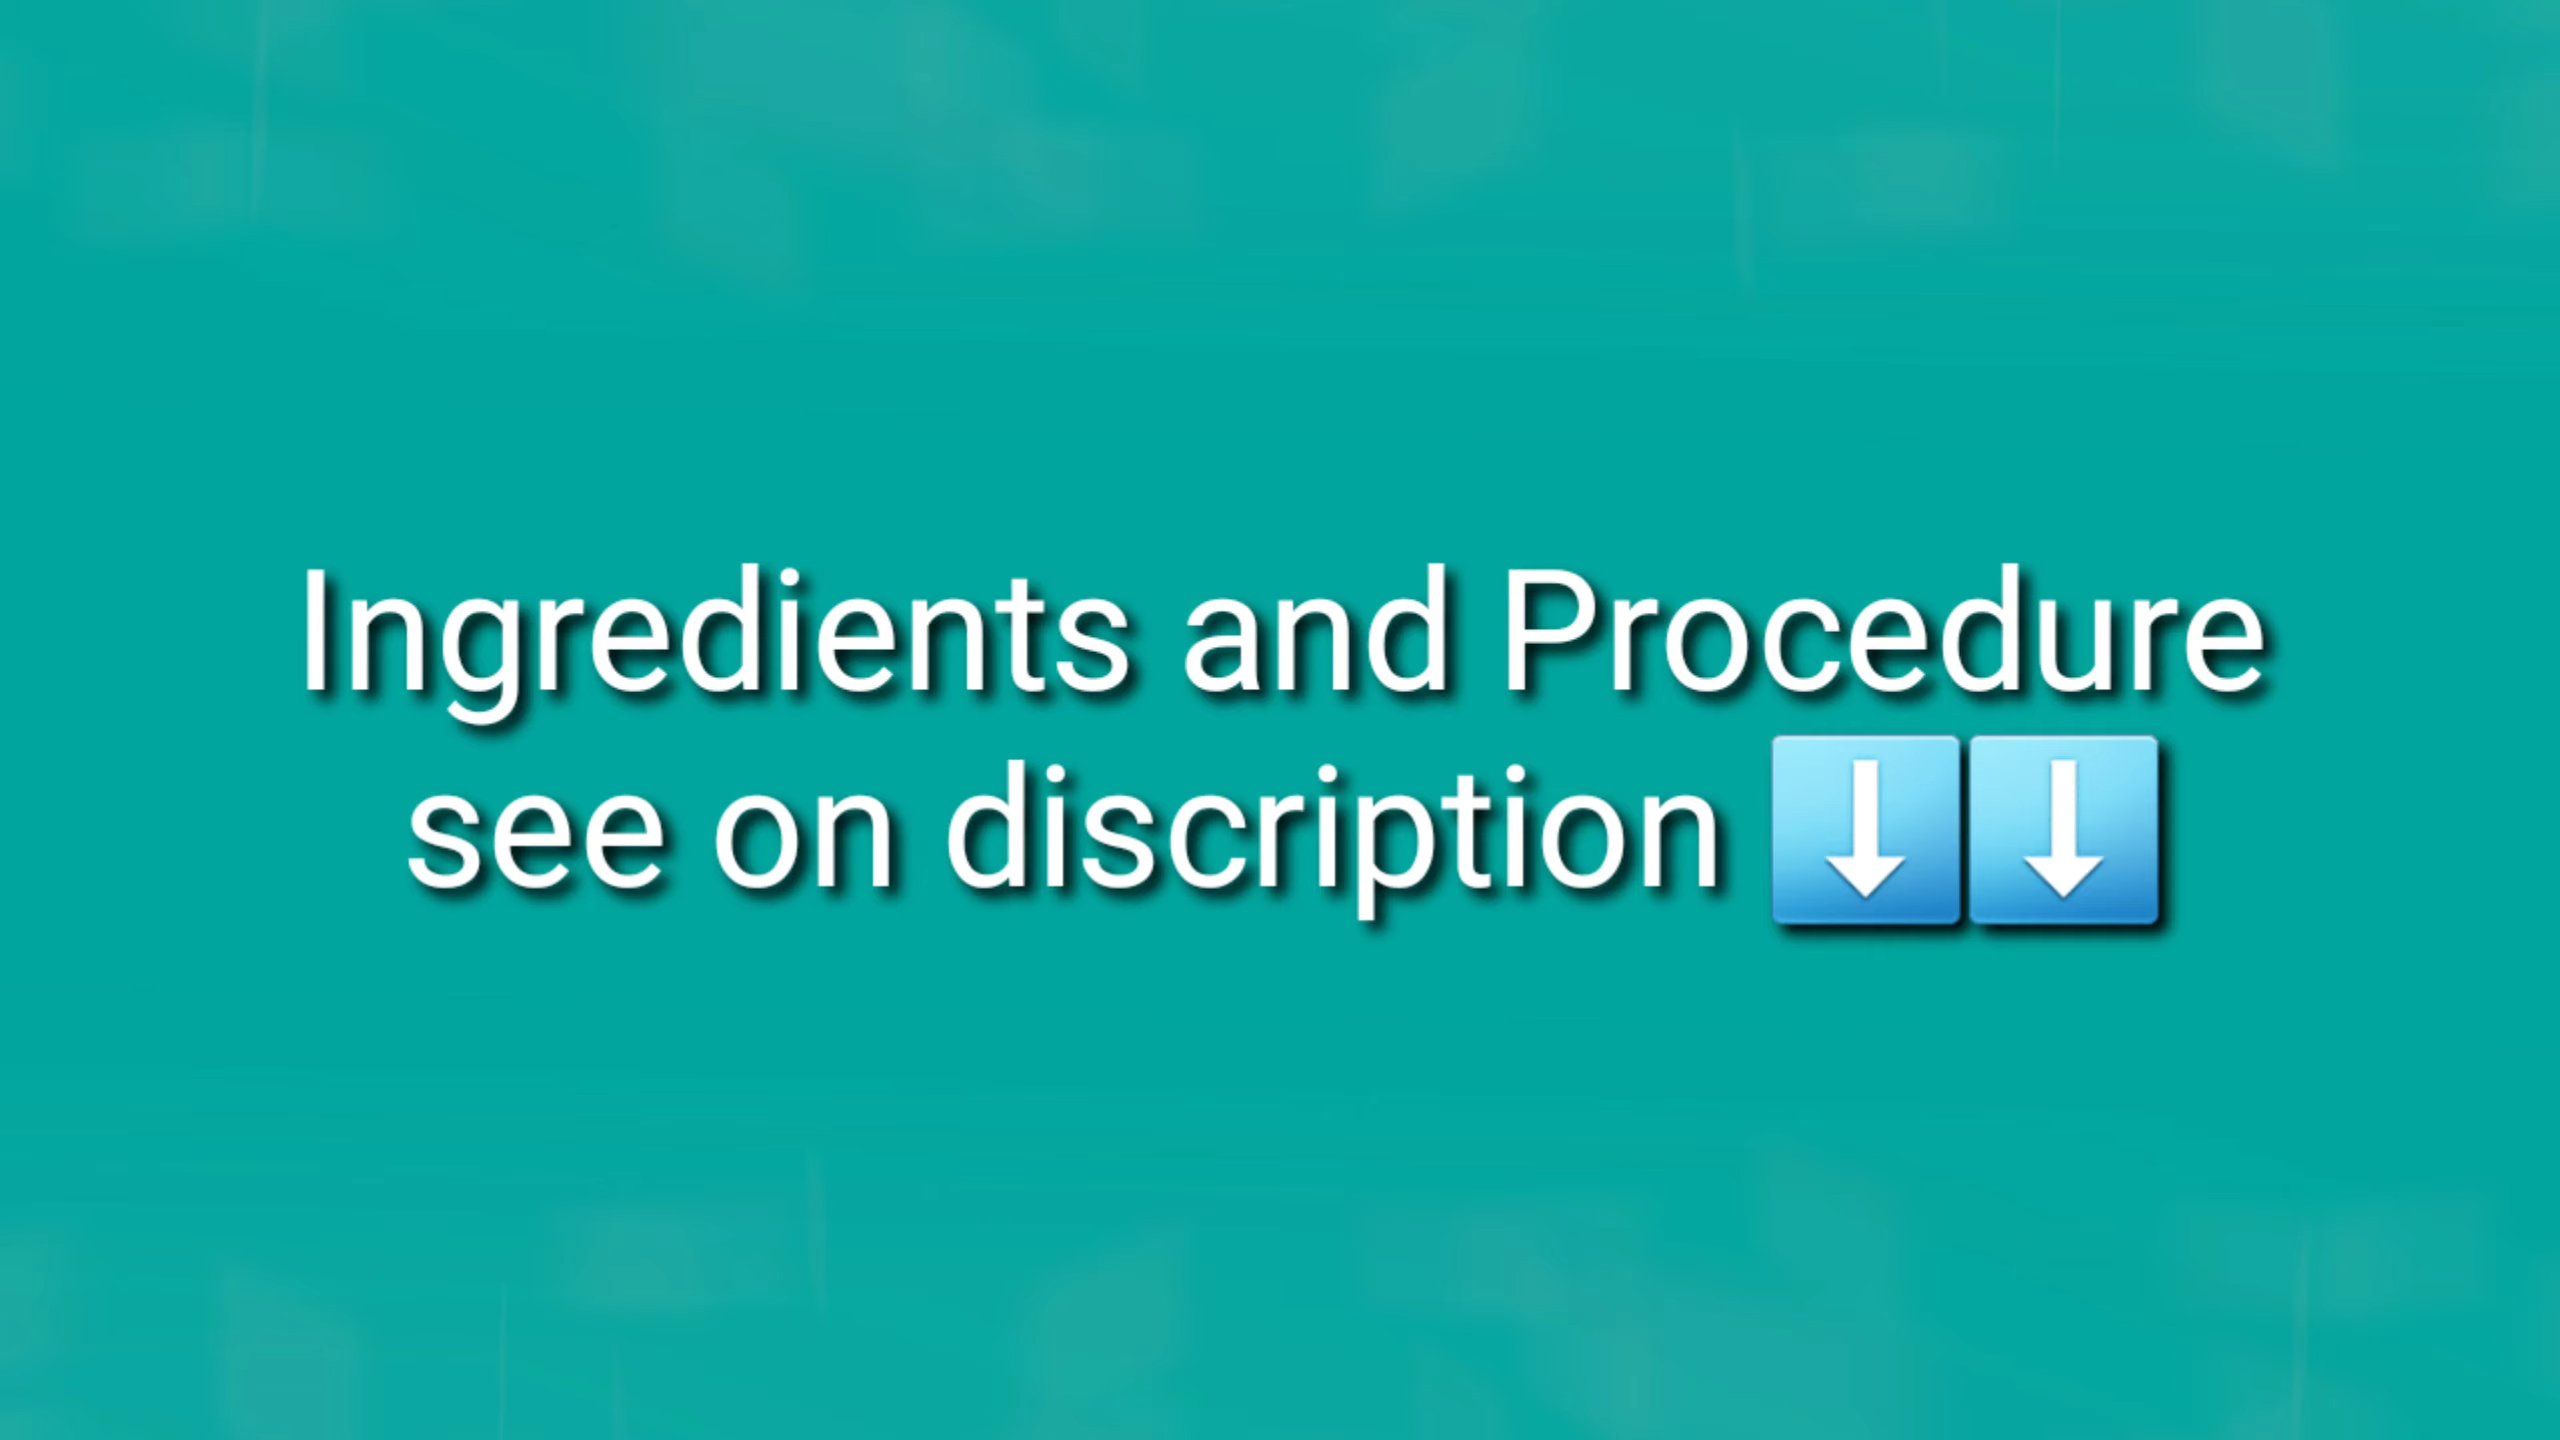 Ingredients and Procedure
see on discription ⬇️⬇️